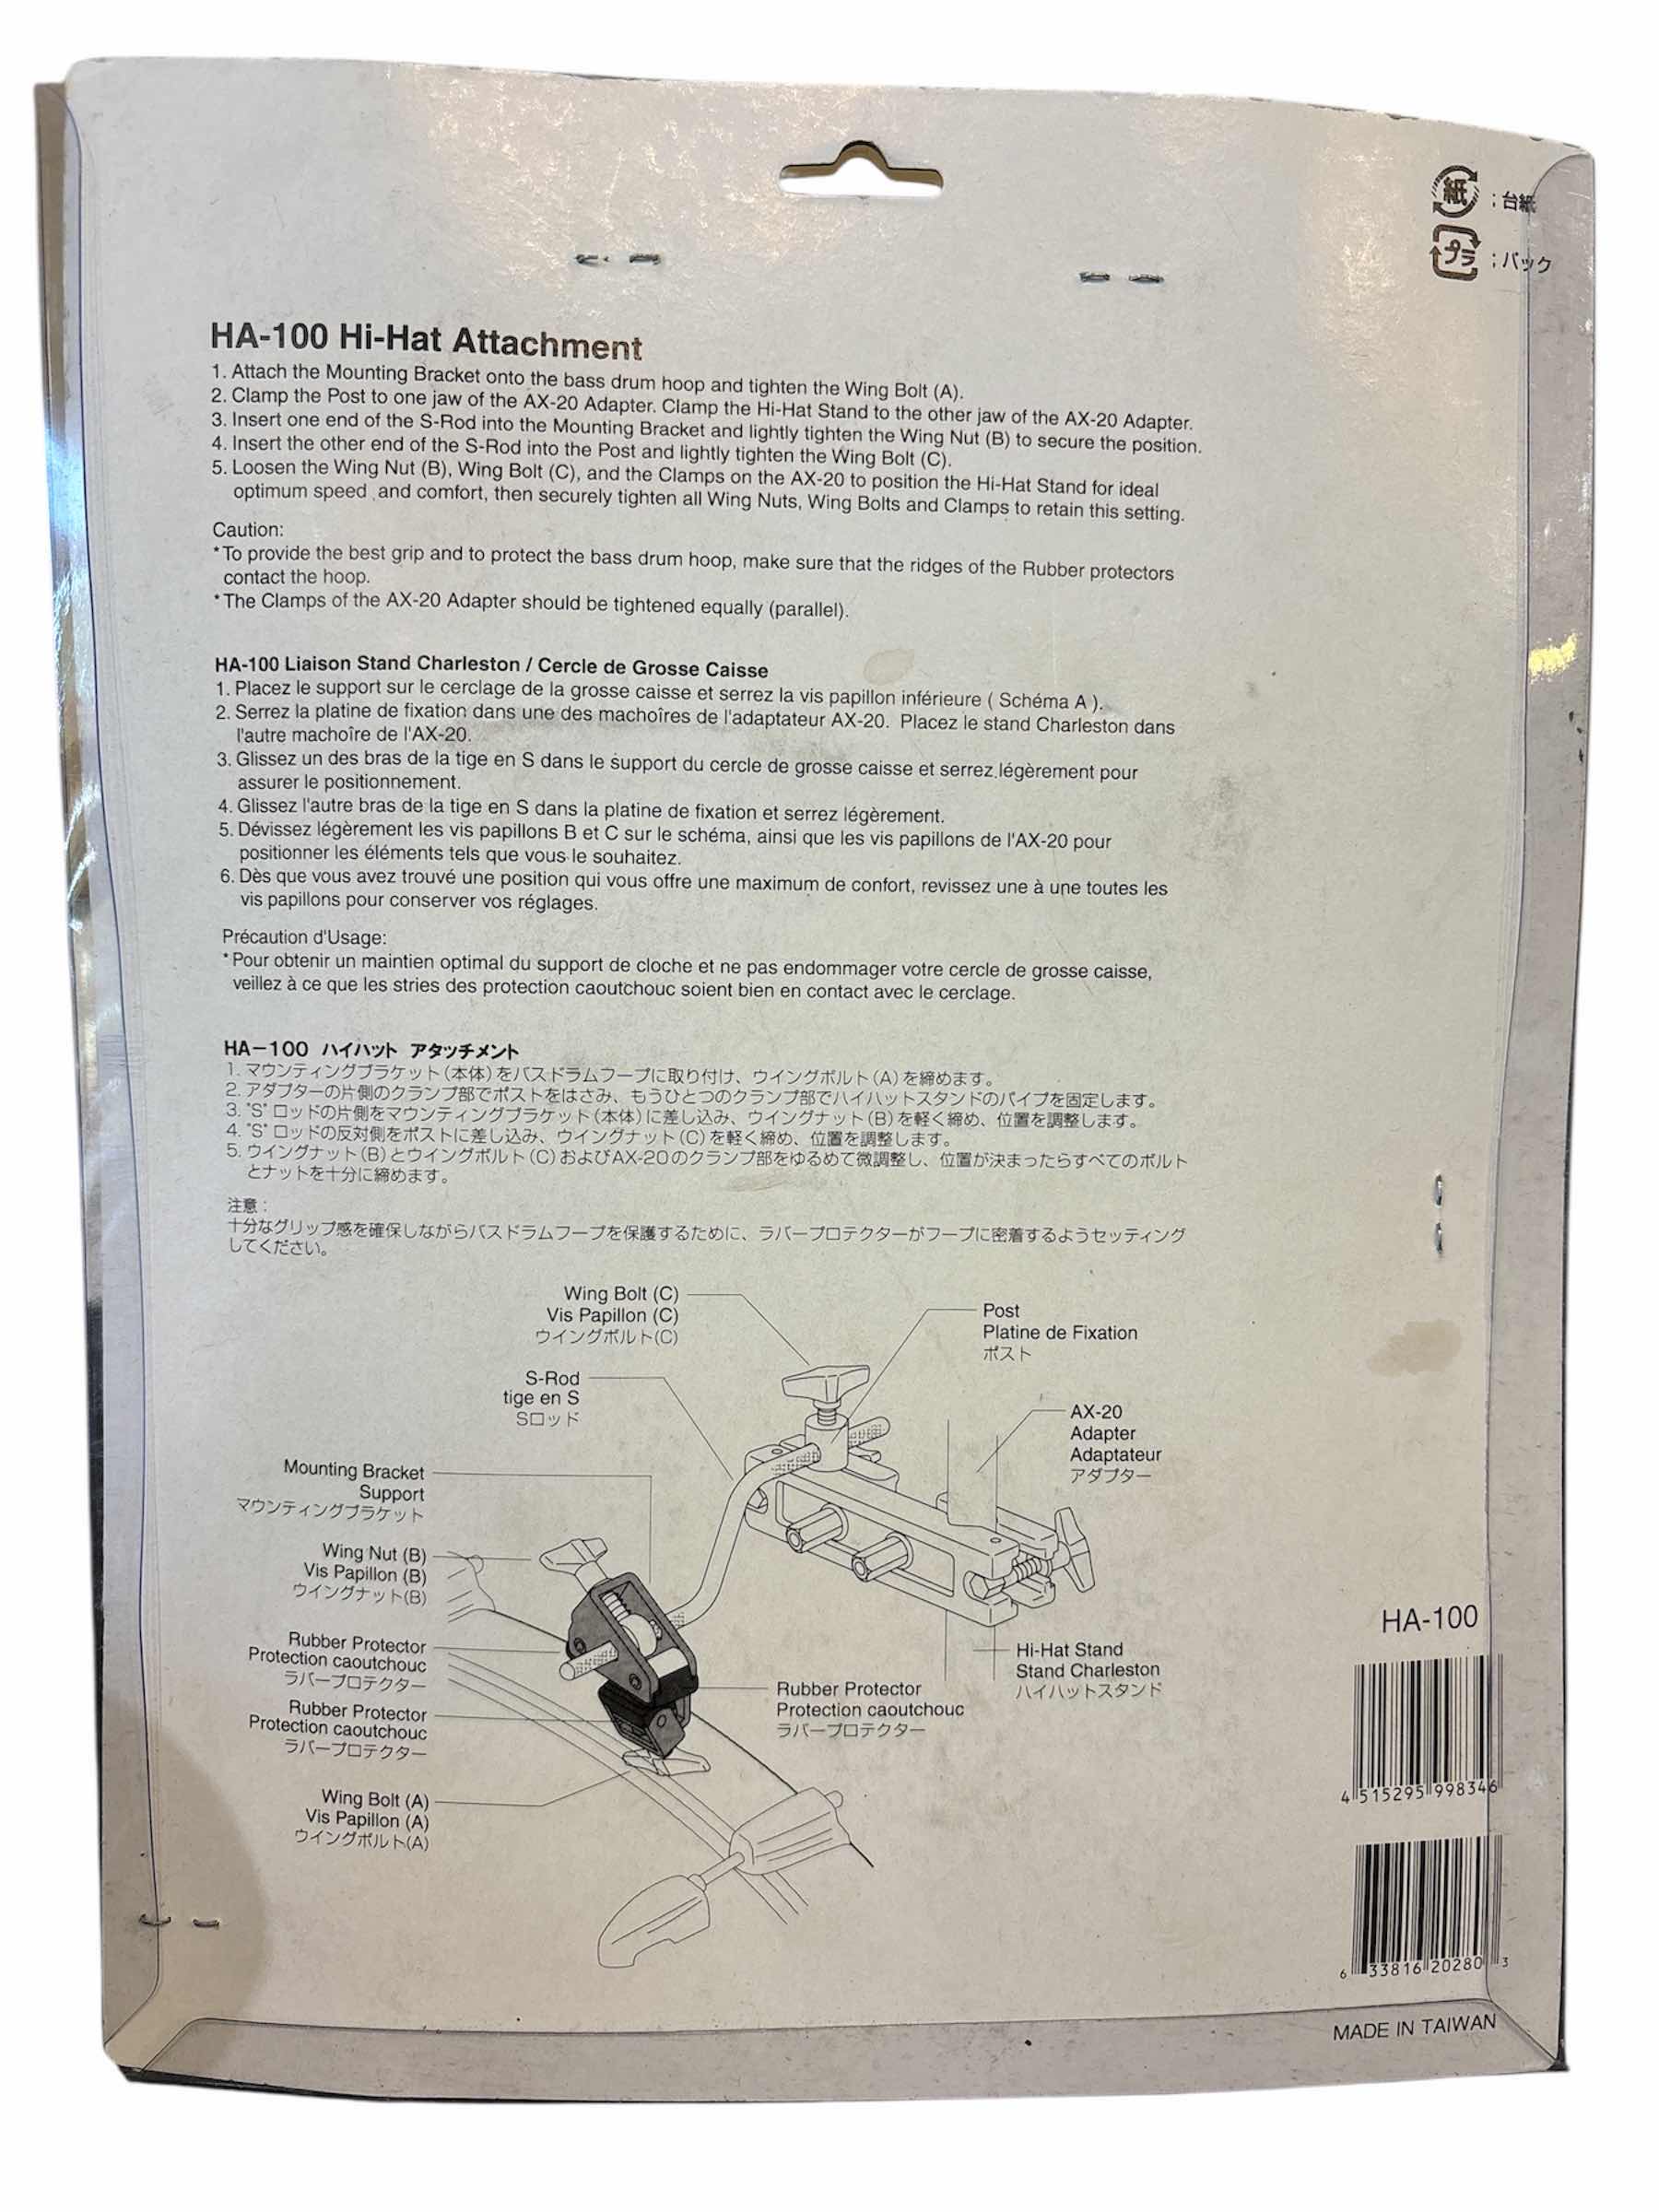 紙 ; 台紙
プラ ; パック
HA-100 Hi-Hat Attachment
1. Attach the Mounting Bracket onto the bass drum hoop and tighten the Wing Bolt (A).
2. Clamp the Post to one jaw of the AX-20 Adapter. Clamp the Hi-Hat Stand to the other jaw of the AX-20 Adapter.
3. Insert one end of the S-Rod into the Mounting Bracket and lightly tighten the Wing Nut (B) to secure the position.
4. Insert the other end of the S-Rod into the Post and lightly tighten the Wing Bolt (C).
5. Loosen the Wing Nut (B), Wing Bolt (C), and the Clamps on the AX-20 to position the Hi-Hat Stand for ideal
optimum speed and comfort, then securely tighten all Wing Nuts, Wing Bolts and Clamps to retain this setting.
Caution:
*To provide the best grip and to protect the bass drum hoop, make sure that the ridges of the Rubber protectors
contact the hoop.
*The Clamps of the AX-20 Adapter should be tightened equally (parallel).
HA-100 Liaison Stand Charleston / Cercle de Grosse Caisse
1. Placez le support sur le cerclage de la grosse caisse et serrez la vis papillon inférieure ( Schéma A ).
2. Serrez la platine de fixation dans une des machoîres de l'adaptateur AX-20. Placez le stand Charleston dans
l'autre machoîre de l'AX-20.
3. Glissez un des bras de la tige en S dans le support du cercle de grosse caisse et serrez légèrement pour
assurer le positionnement.
4. Glissez l'autre bras de la tige en S dans la platine de fixation et serrez légèrement.
5. Dévissez légèrement les vis papillons B et C sur le schéma, ainsi que les vis papillons de l'AX-20 pour
positionner les éléments tels que vous le souhaitez.
6. Dès que vous avez trouvé une position qui vous offre une maximum de confort, revissez une à une toutes les
vis papillons pour conserver vos réglages.
Précaution d'Usage:
*Pour obtenir un maintien optimal du support de cloche et ne pas endommager votre cercle de grosse caisse,
veillez à ce que les stries des protection caoutchouc soient bien en contact avec le cerclage.
HA-100 ハイハット アタッチメント
1. マウンティングブラケット(本体)をバスドラムフープに取り付け、ウイングボルト(A)を締めます。
2. アダプターの片側のクランプ部でポストをはさみ、もうひとつのクランプ部でハイハットスタンドのパイプを固定します。
3. "S"ロッドの片側をマウンティングブラケット(本体)に差し込み、ウイングナット(B)を軽く締め、位置を調整します。
4. "S"ロッドの反対側をポストに差し込み、ウイングナット(C)を軽く締め、位置を調整します。
5. ウイングナット(B)とウイングボルト(C)およびAX-20のクランプ部をゆるめて微調整し、位置が決まったらすべてのボルト
とナットを十分に締めます。
注意:
十分なグリップ感を確保しながらバスドラムフープを保護するために、ラバープロテクターがフープに密着するようセッティング
してください。
Wing Bolt (C)
Vis Papillon (C)
ウイングボルト(C)
Post
Platine de Fixation
ポスト
S-Rod
tige en S
Sロッド
AX-20
Adapter
Adaptateur
アダプター
Mounting Bracket
Support
マウンティングブラケット
Wing Nut (B)
Vis Papillon (B)
ウイングナット(B)
Rubber Protector
Protection caoutchouc
ラバープロテクター
Rubber Protector
Protection caoutchouc
ラバープロテクター
Hi-Hat Stand
Stand Charleston
ハイハットスタンド
Rubber Protector
Protection caoutchouc
ラバープロテクター
Wing Bolt (A)
Vis Papillon (A)
ウイングボルト(A)
HA-100
4 515295 998346
6 33816 20280 3
MADE IN TAIWAN